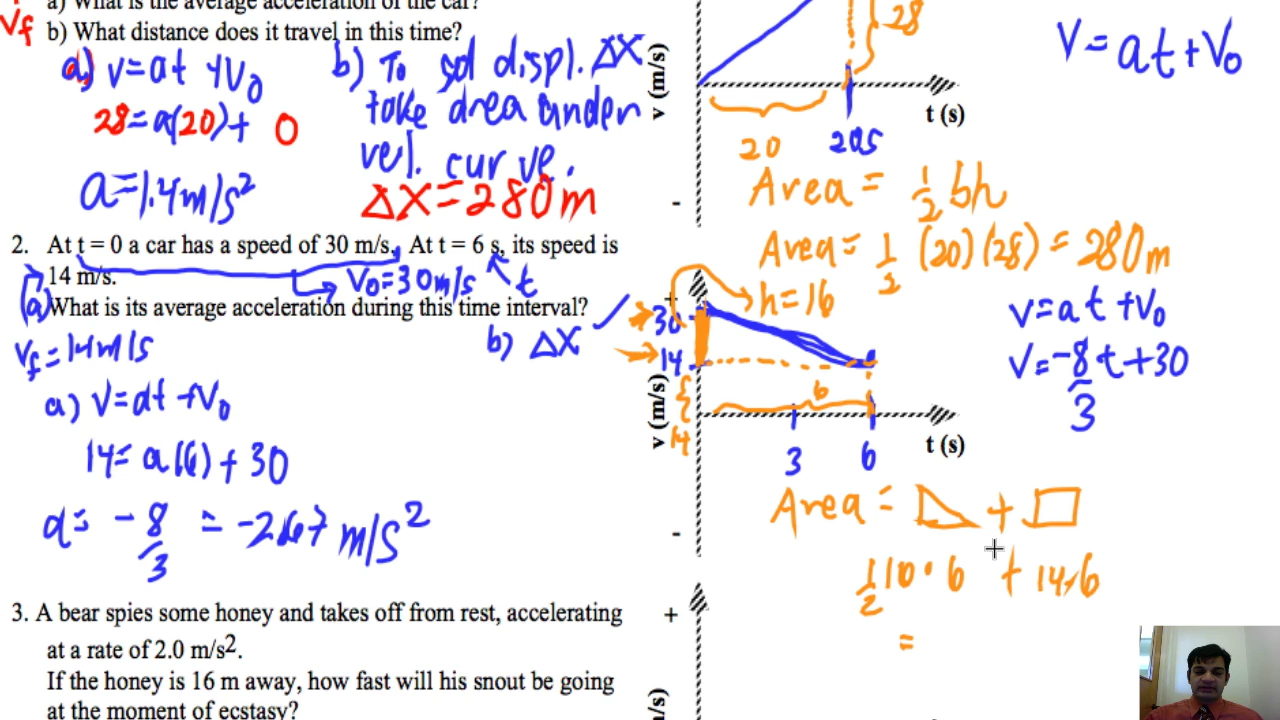 a) What is the average acceleration of the car?
Vf b) What distance does it travel in this time?
a) V=at+V0
28=a(20)+ 0
a=1.4m/s²
b) To sol displ. ΔX
take area under
vel. curve.
ΔX=280m
v (m/s)
28
t (s)
20
20s
-
V=at+V0
Area = 1/2 bh
Area = 1/2 (20)(28) = 280m
2. At t = 0 a car has a speed of 30 m/s. At t = 6 s, its speed is
14 m/s.
V0=30m/s
t
(a) What is its average acceleration during this time interval?
b) ΔX
Vf=14m/s
a) V=at+V0
14=a(6)+30
a= -8/3 = -2.67 m/s²
+
h=16
30
14
v (m/s)
14
6
3
6
t (s)
-
V=at+V0
V=-8/3 t+30
Area = +
1/2 10·6 + 14·6
=
3. A bear spies some honey and takes off from rest, accelerating
at a rate of 2.0 m/s².
If the honey is 16 m away, how fast will his snout be going
at the moment of ecstasy?
+
/s)